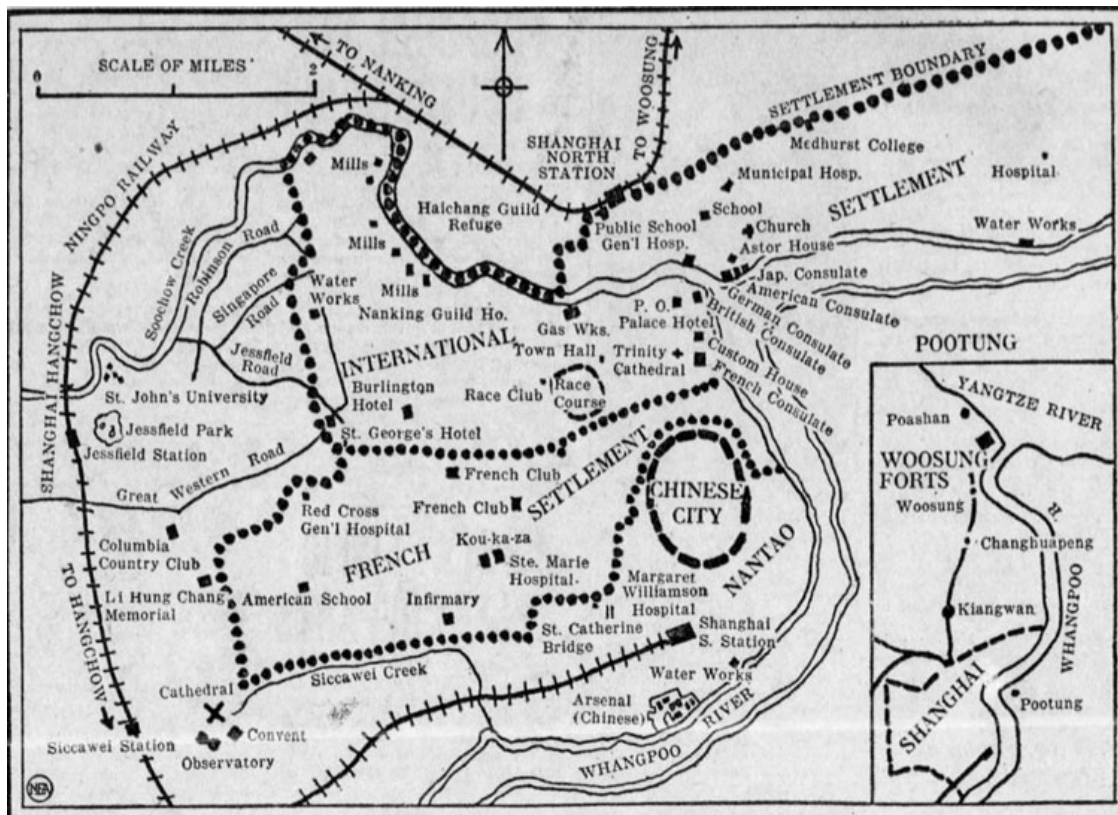 SCALE OF MILES
0
2
TO NANKING
TO WOOSUNG
SETTLEMENT BOUNDARY
NINGPO RAILWAY
SHANGHAI
NORTH
STATION
Medhurst College
Municipal Hosp.
Hospital
SETTLEMENT
Mills
Haichang Guild
Refuge
School
Public School
Gen'l Hosp.
Church
Astor House
Water Works
Soochow Creek
Robinson Road
Singapore
Road
Mills
Water
Works
Mills
Nanking Guild Ho.
Jap. Consulate
American Consulate
German Consulate
British Consulate
P. O.
Palace Hotel
Gas Wks.
POOTUNG
SHANGHAI HANGCHOW
Jessfield
Road
INTERNATIONAL
Town Hall
Trinity
Cathedral
Custom House
French Consulate
Race Club
Race
Course
St. John's University
Burlington
Hotel
Jessfield Park
Jessfield Station
St. George's Hotel
Great Western Road
French Club
SETTLEMENT
CHINESE
CITY
Red Cross
Gen'l Hospital
French Club
NANTAO
Columbia
Country Club
Kou-ka-za
Ste. Marie
Hospital
FRENCH
Li Hung Chang
Memorial
American School
Infirmary
Margaret
Williamson
Hospital
St. Catherine
Bridge
Shanghai
S. Station
TO HANGCHOW
Siccawei Creek
Water Works
Cathedral
Arsenal
(Chinese)
Convent
Siccawei Station
Observatory
WHANGPOO RIVER
NEA
YANGTZE RIVER
Poashan
WOOSUNG
FORTS
Woosung
Changhuapeng
Kiangwan
WHANGPOO R.
SHANGHAI
Pootung